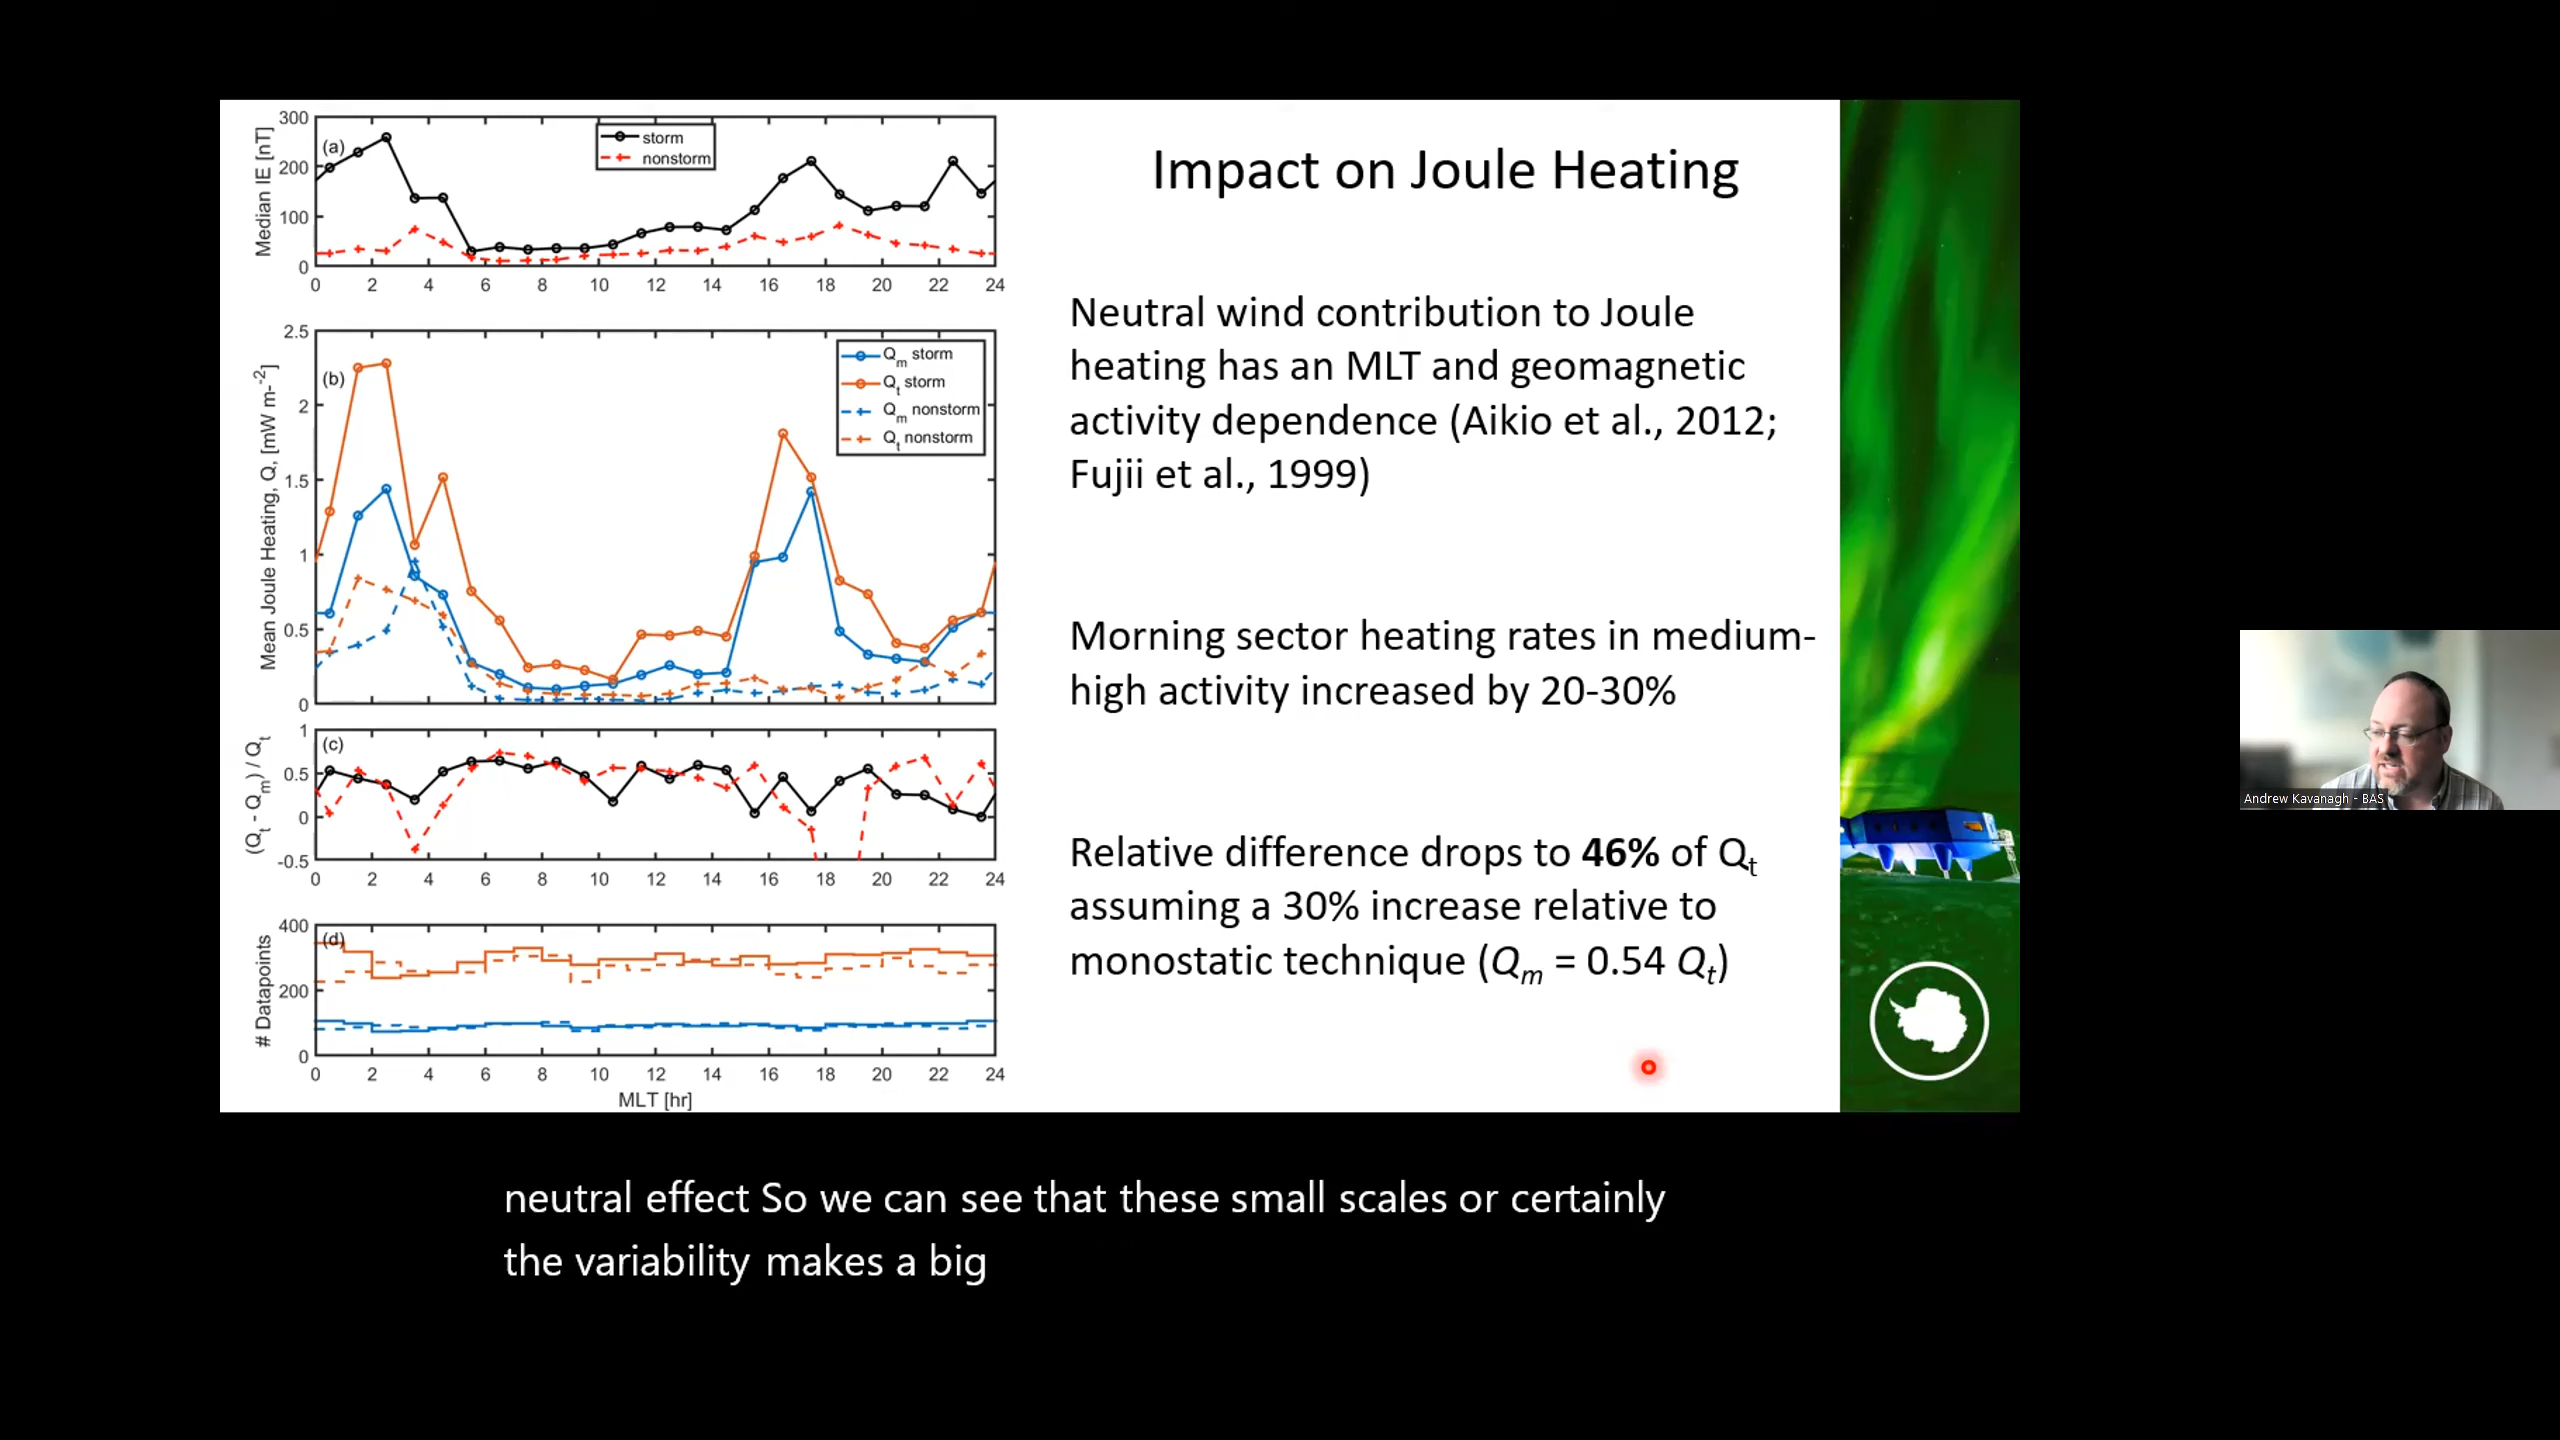 Impact on Joule Heating
Neutral wind contribution to Joule
heating has an MLT and geomagnetic
activity dependence (Aikio et al., 2012;
Fujii et al., 1999)
Morning sector heating rates in medium-
high activity increased by 20-30%
Relative difference drops to 46% of Qt
assuming a 30% increase relative to
monostatic technique (Qm = 0.54 Qt)
Median IE [nT]
300
200
100
0
(a)
storm
nonstorm
0 2 4 6 8 10 12 14 16 18 20 22 24
Mean Joule Heating, Q, [mW m-⁻²]
2.5
2
1.5
1
0.5
0
(b)
Qm storm
Qt storm
Qm nonstorm
Qt nonstorm
(Qt - Qm) / Qt
1
0.5
0
-0.5
(c)
0 2 4 6 8 10 12 14 16 18 20 22 24
# Datapoints
400
200
0
(d)
0 2 4 6 8 10 12 14 16 18 20 22 24
MLT [hr]
Andrew Kavanagh - BAS
neutral effect So we can see that these small scales or certainly
the variability makes a big